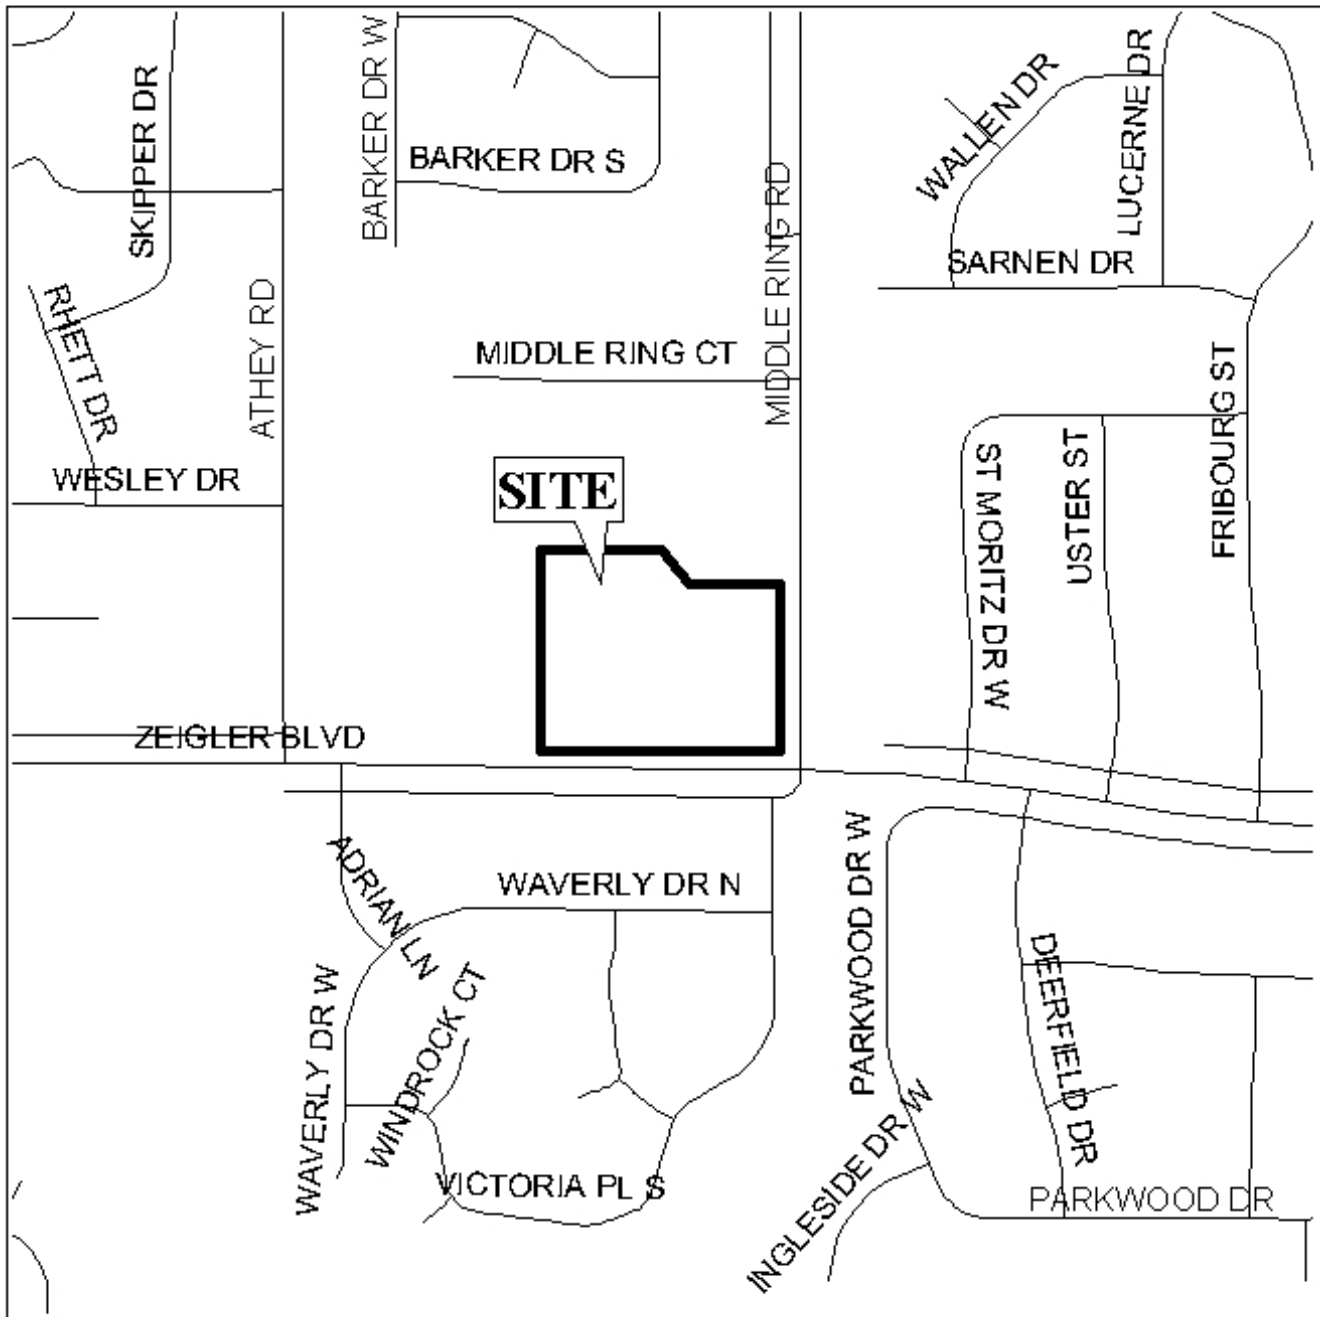 SKIPPER DR
BARKER DR W
BARKER DR S
MIDDLE RING RD
WALLEN DR
LUCERNE DR
SARNEN DR
RHETT DR
ATHEY RD
MIDDLE RING CT
FRIBOURG ST
WESLEY DR
SITE
ST MORITZ DR W
USTER ST
ZEIGLER BLVD
ADRIAN LN
WAVERLY DR N
PARKWOOD DR W
WAVERLY DR W
WINDROCK CT
DEERFIELD DR
VICTORIA PL S
INGLESIDE DR W
PARKWOOD DR